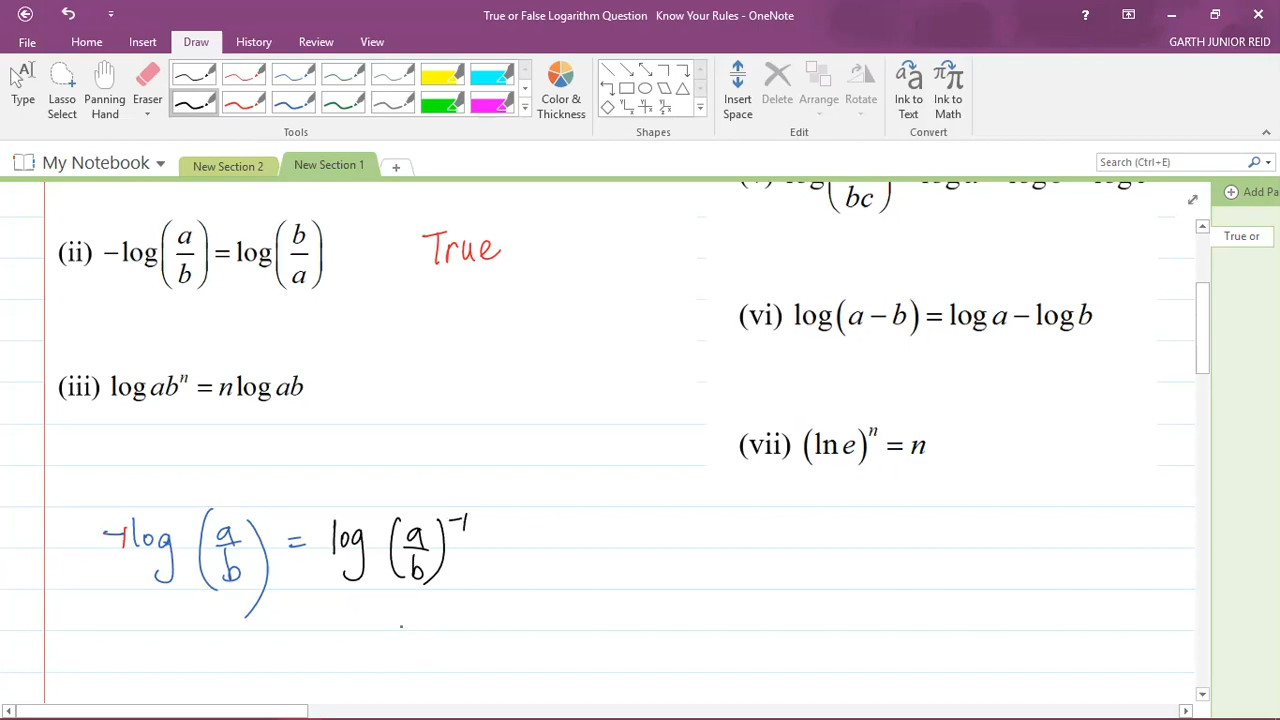 True or False Logarithm Question Know Your Rules - OneNote
File Home Insert Draw History Review View
GARTH JUNIOR REID
Type
Lasso Select
Panning Hand
Eraser
Color & Thickness
Insert Space
Delete
Arrange
Rotate
Ink to Text
Ink to Math
Tools
Shapes
Edit
Convert
My Notebook
New Section 2
New Section 1
Search (Ctrl+E)
Add Pa
True or
bc
(ii) −log(a/b) = log(b/a)
True
(vi) log(a − b) = log a − log b
(iii) log abⁿ = n log ab
(vii) (ln e)ⁿ = n
-1log (a/b) = log (a/b)⁻¹